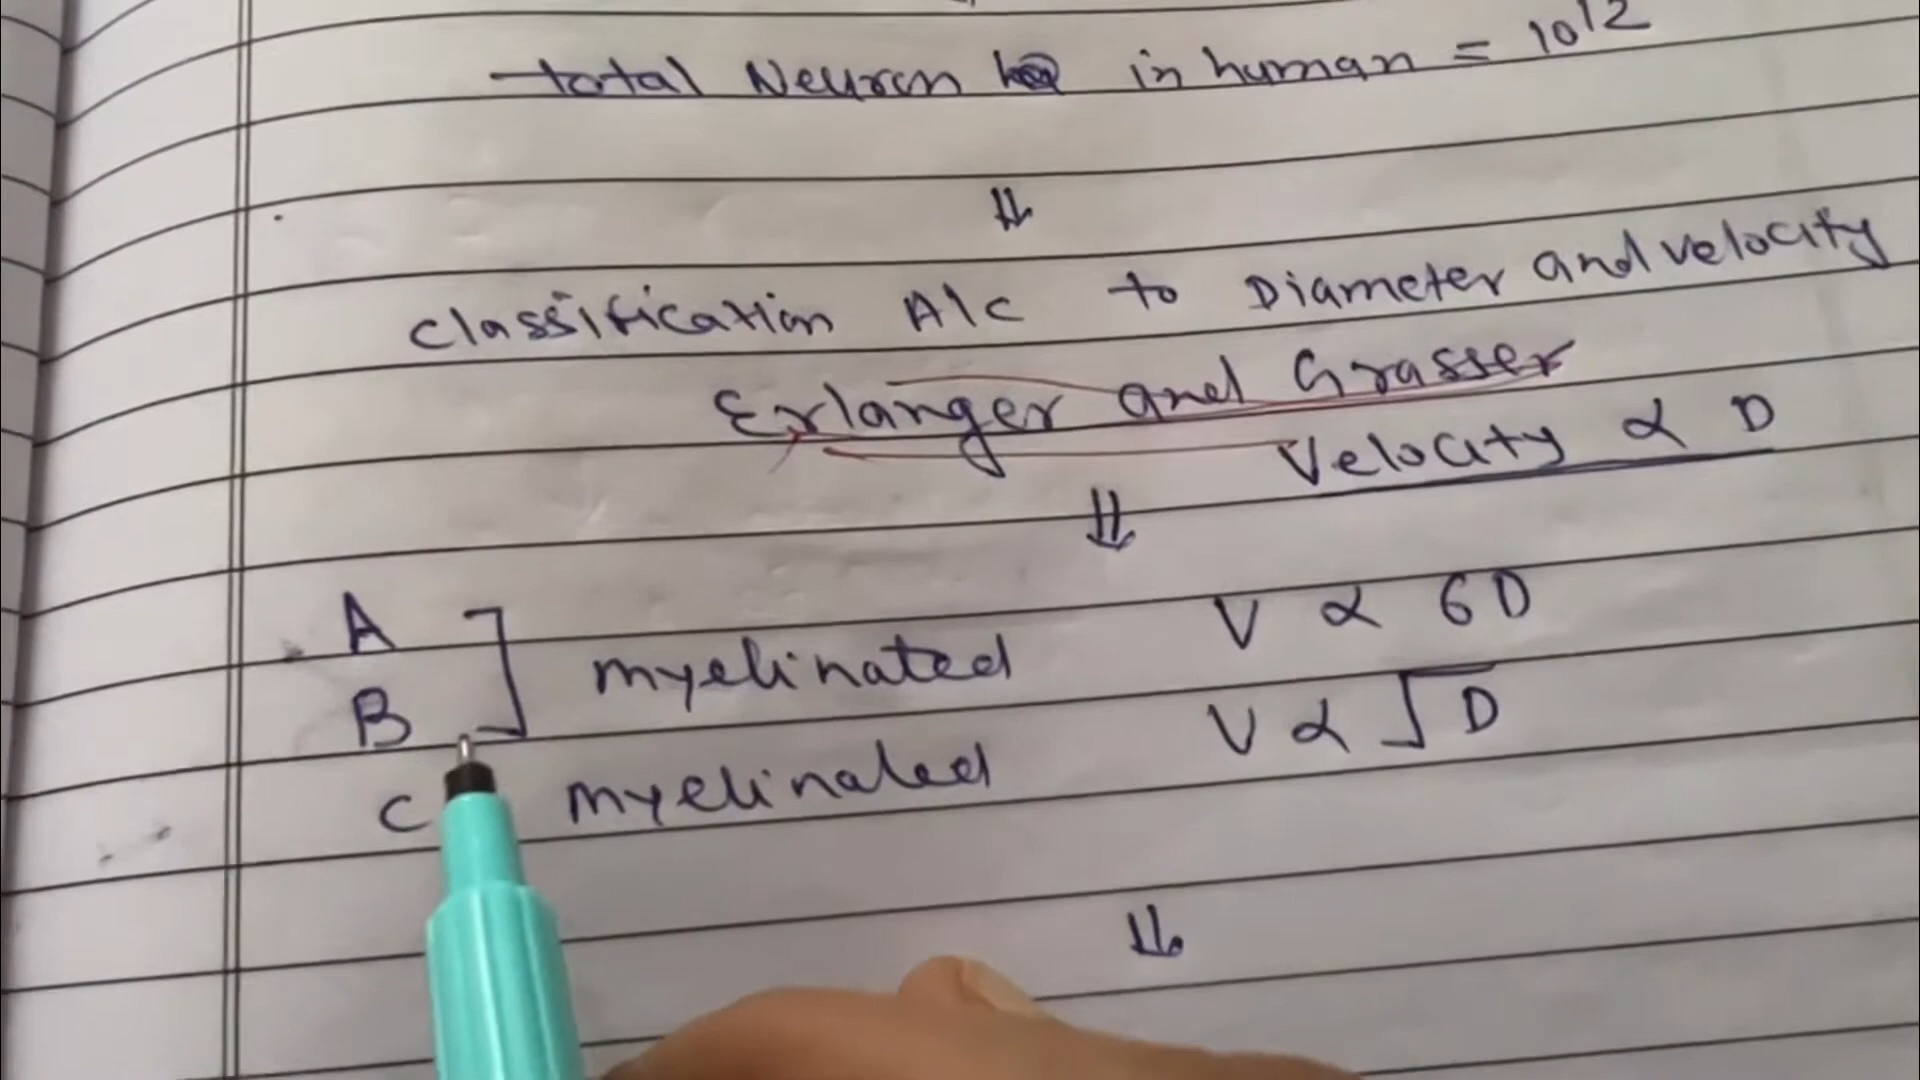 total Neuron in human = 10^12
classification A/c to Diameter and velocity
Erlanger and Grasser
Velocity ∝ D
A
B ] myelinated V ∝ 6D
C myelinated V ∝ √D